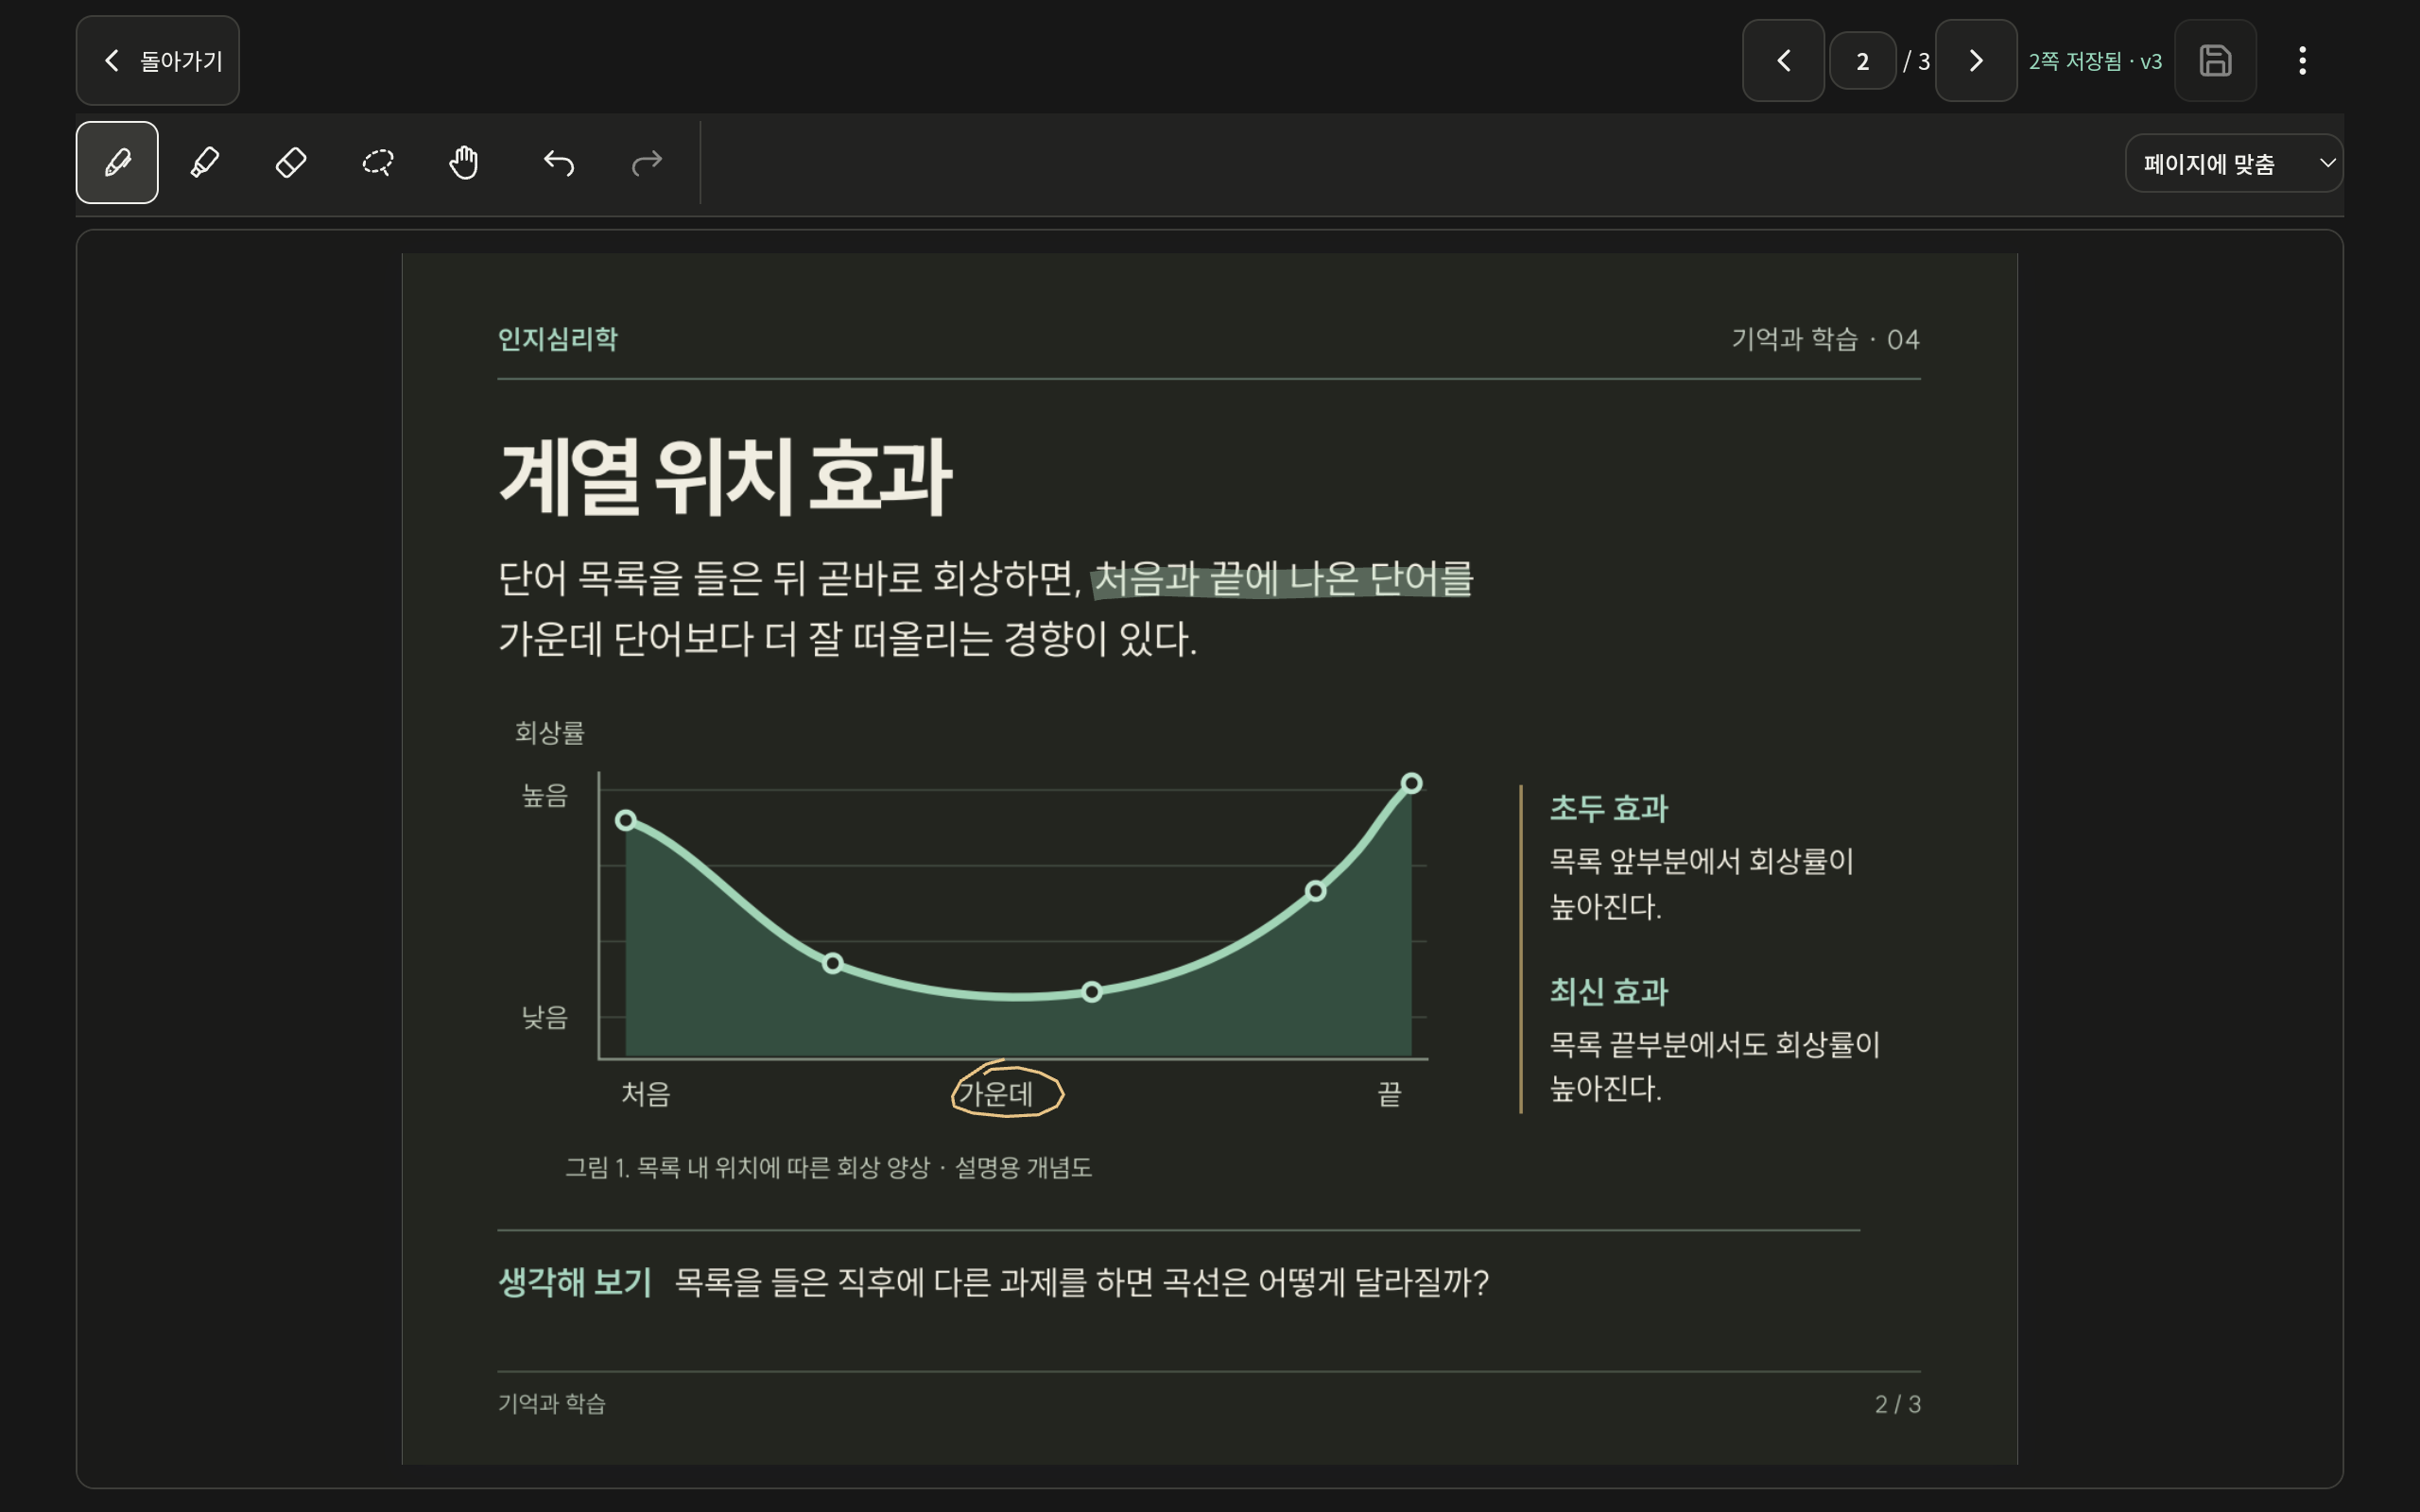 돌아가기
2 / 3
2쪽 저장됨 · v3
페이지에 맞춤
인지심리학
기억과 학습 · 04
계열 위치 효과
단어 목록을 들은 뒤 곧바로 회상하면, 처음과 끝에 나온 단어를
가운데 단어보다 더 잘 떠올리는 경향이 있다.
회상률
높음
낮음
처음
가운데
끝
초두 효과
목록 앞부분에서 회상률이
높아진다.
최신 효과
목록 끝부분에서도 회상률이
높아진다.
그림 1. 목록 내 위치에 따른 회상 양상 · 설명용 개념도
생각해 보기 목록을 들은 직후에 다른 과제를 하면 곡선은 어떻게 달라질까?
기억과 학습
2 / 3